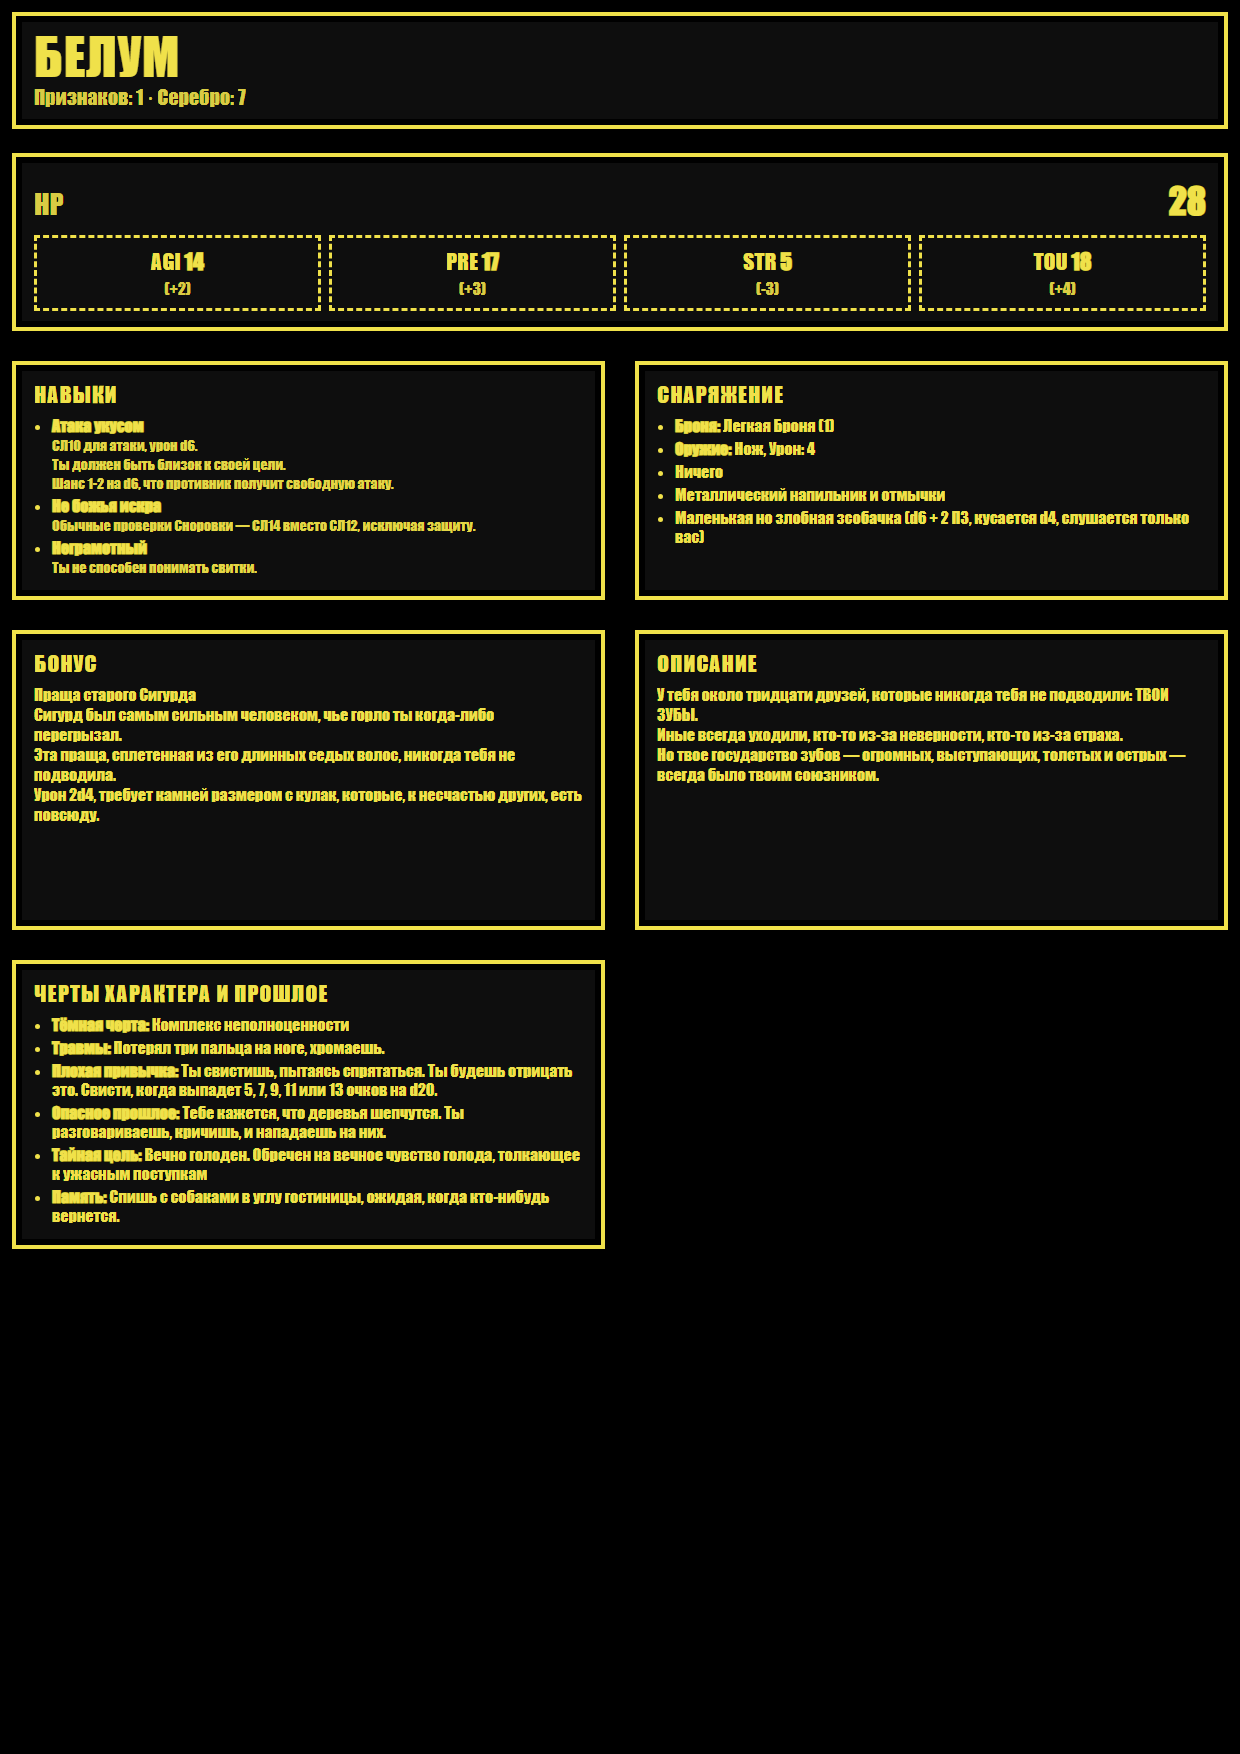 БЕЛУМ
Признаков: 1 · Серебро: 7
HP
28
AGI 14
(+2)
PRE 17
(+3)
STR 5
(-3)
TOU 18
(+4)
НАВЫКИ
• Атака укусом
СЛ10 для атаки, урон d6.
Ты должен быть близок к своей цели.
Шанс 1-2 на d6, что противник получит свободную атаку.
• Не божья искра
Обычные проверки Сноровки — СЛ14 вместо СЛ12, исключая защиту.
• Неграмотный
Ты не способен понимать свитки.
СНАРЯЖЕНИЕ
• Броня: Легкая Броня (1)
• Оружие: Нож, Урон: 4
• Ничего
• Металлический напильник и отмычки
• Маленькая но злобная зсобачка (d6 + 2 ПЗ, кусается d4, слушается только
вас)
БОНУС
Праща старого Сигурда
Сигурд был самым сильным человеком, чье горло ты когда-либо
перегрызал.
Эта праща, сплетенная из его длинных седых волос, никогда тебя не
подводила.
Урон 2d4, требует камней размером с кулак, которые, к несчастью других, есть
повсюду.
ОПИСАНИЕ
У тебя около тридцати друзей, которые никогда тебя не подводили: ТВОИ
ЗУБЫ.
Иные всегда уходили, кто-то из-за неверности, кто-то из-за страха.
Но твое государство зубов — огромных, выступающих, толстых и острых —
всегда было твоим союзником.
ЧЕРТЫ ХАРАКТЕРА И ПРОШЛОЕ
• Тёмная черта: Комплекс неполноценности
• Травмы: Потерял три пальца на ноге, хромаешь.
• Плохая привычка: Ты свистишь, пытаясь спрятаться. Ты будешь отрицать
это. Свисти, когда выпадет 5, 7, 9, 11 или 13 очков на d20.
• Опасное прошлое: Тебе кажется, что деревья шепчутся. Ты
разговариваешь, кричишь, и нападаешь на них.
• Тайная цель: Вечно голоден. Обречен на вечное чувство голода, толкающее
к ужасным поступкам
• Память: Спишь с собаками в углу гостиницы, ожидая, когда кто-нибудь
вернется.